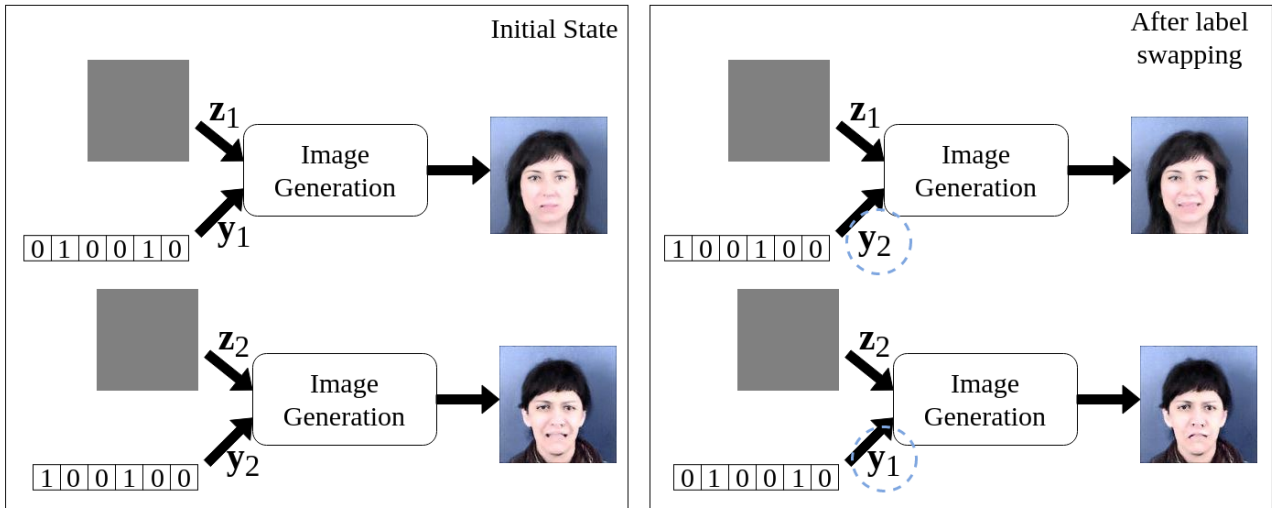 Initial State
z1
Image
Generation
y1
0 1 0 0 1 0
z2
Image
Generation
y2
1 0 0 1 0 0
After label
swapping
z1
Image
Generation
y2
1 0 0 1 0 0
z2
Image
Generation
y1
0 1 0 0 1 0